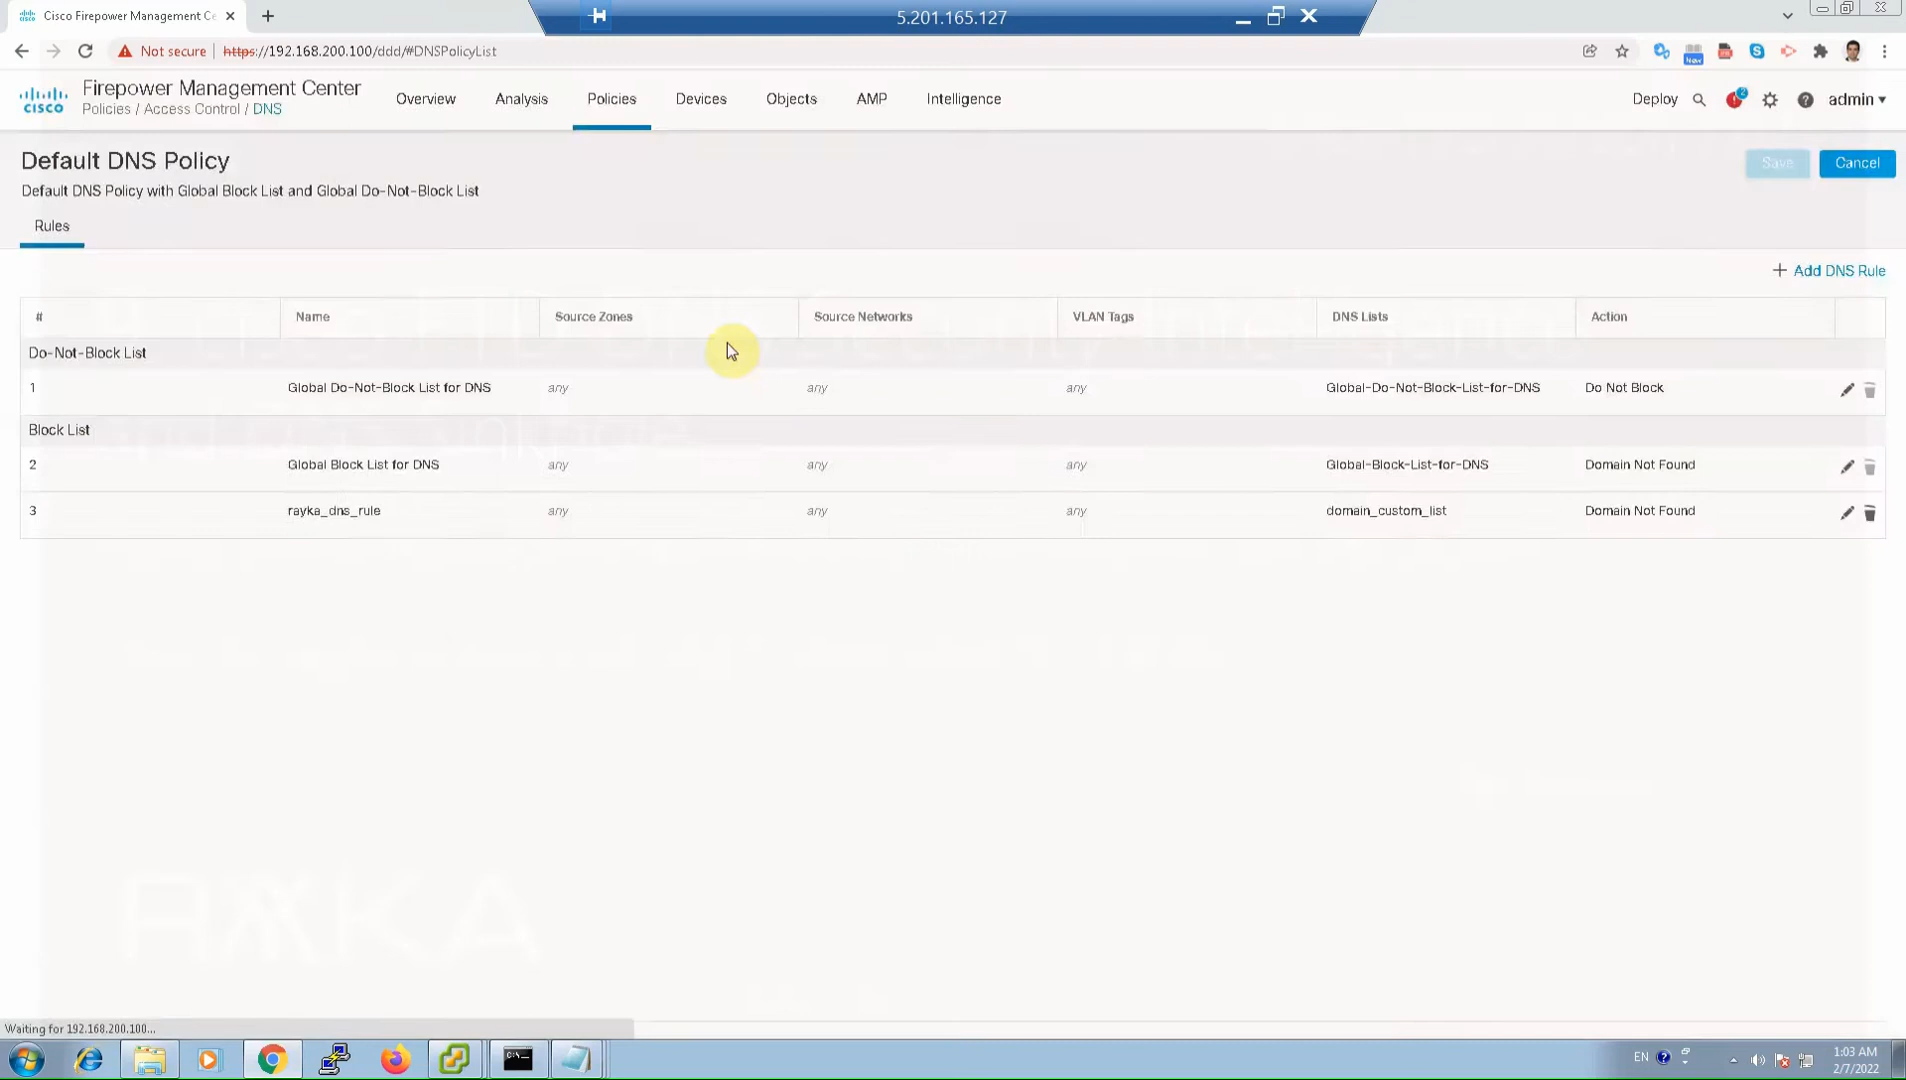 Cisco Firepower Management Ce
5.201.165.127
Not secure
https://192.168.200.100/ddd/#DNSPolicyList
New
cisco
Firepower Management Center
Policies / Access Control / DNS
Overview
Analysis
Policies
Devices
Objects
AMP
Intelligence
Deploy
2
admin
Default DNS Policy
Save
Cancel
Default DNS Policy with Global Block List and Global Do-Not-Block List
Rules
+ Add DNS Rule
# Name Source Zones Source Networks VLAN Tags DNS Lists Action
Do-Not-Block List
1 Global Do-Not-Block List for DNS any any any Global-Do-Not-Block-List-for-DNS Do Not Block
Block List
2 Global Block List for DNS any any any Global-Block-List-for-DNS Domain Not Found
3 rayka_dns_rule any any any domain_custom_list Domain Not Found
Waiting for 192.168.200.100...
EN
1:03 AM
2/7/2022